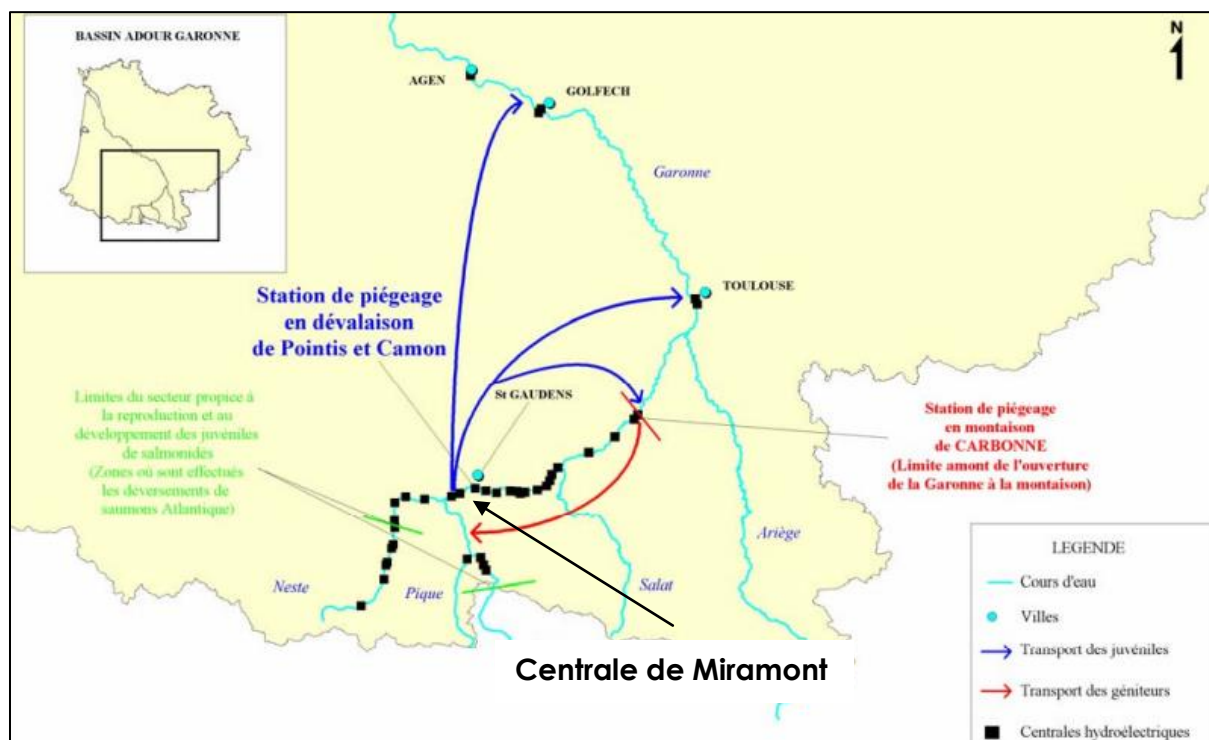 BASSIN ADOUR GARONNE
N
AGEN
GOLFECH
Garonne
Station de piégeage
en dévalaison
de Pointis et Camon
TOULOUSE
Limites du secteur propice à
la reproduction et au
développement des juvéniles
de salmonidés
(Zones où sont effectués
les deversements de
saumons Atlantique)
St GAUDENS
Station de piégeage
en montaison
de CARBONNE
(Limite amont de l'ouverture
de la Garonne à la montaison)
Neste
Pique
Salat
Ariège
Centrale de Miramont
LEGENDE
Cours d'eau
Villes
Transport des juvéniles
Transport des géniteurs
Centrales hydroélectriques